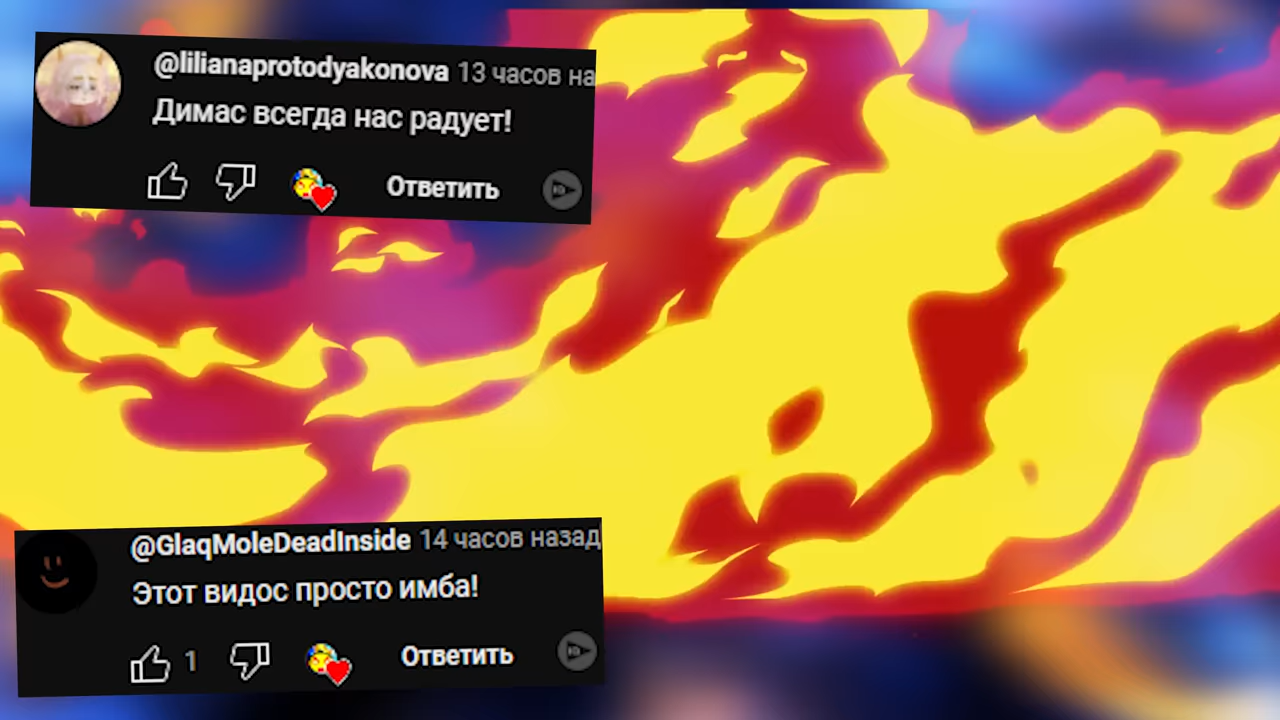 @lilianaprotodyakonova 13 часов на
Димас всегда нас радует!
Ответить
@GlaqMoleDeadInside 14 часов назад
Этот видос просто имба!
1 Ответить